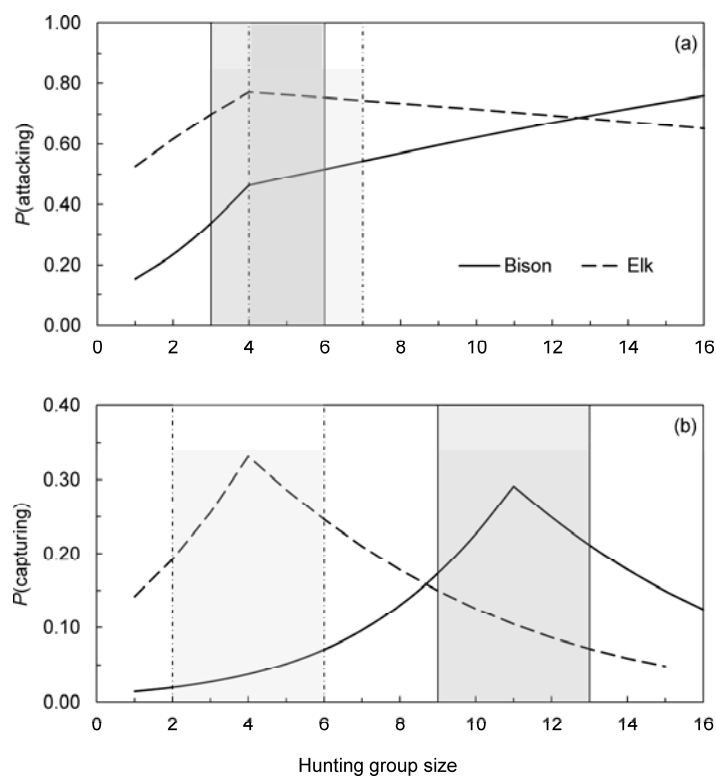 1.00
(a)
0.80
0.60
0.40
0.20
0.00
P(attacking)
Bison
Elk
0 2 4 6 8 10 12 14 16
0.40
(b)
0.30
0.20
0.10
0.00
P(capturing)
0 2 4 6 8 10 12 14 16
Hunting group size